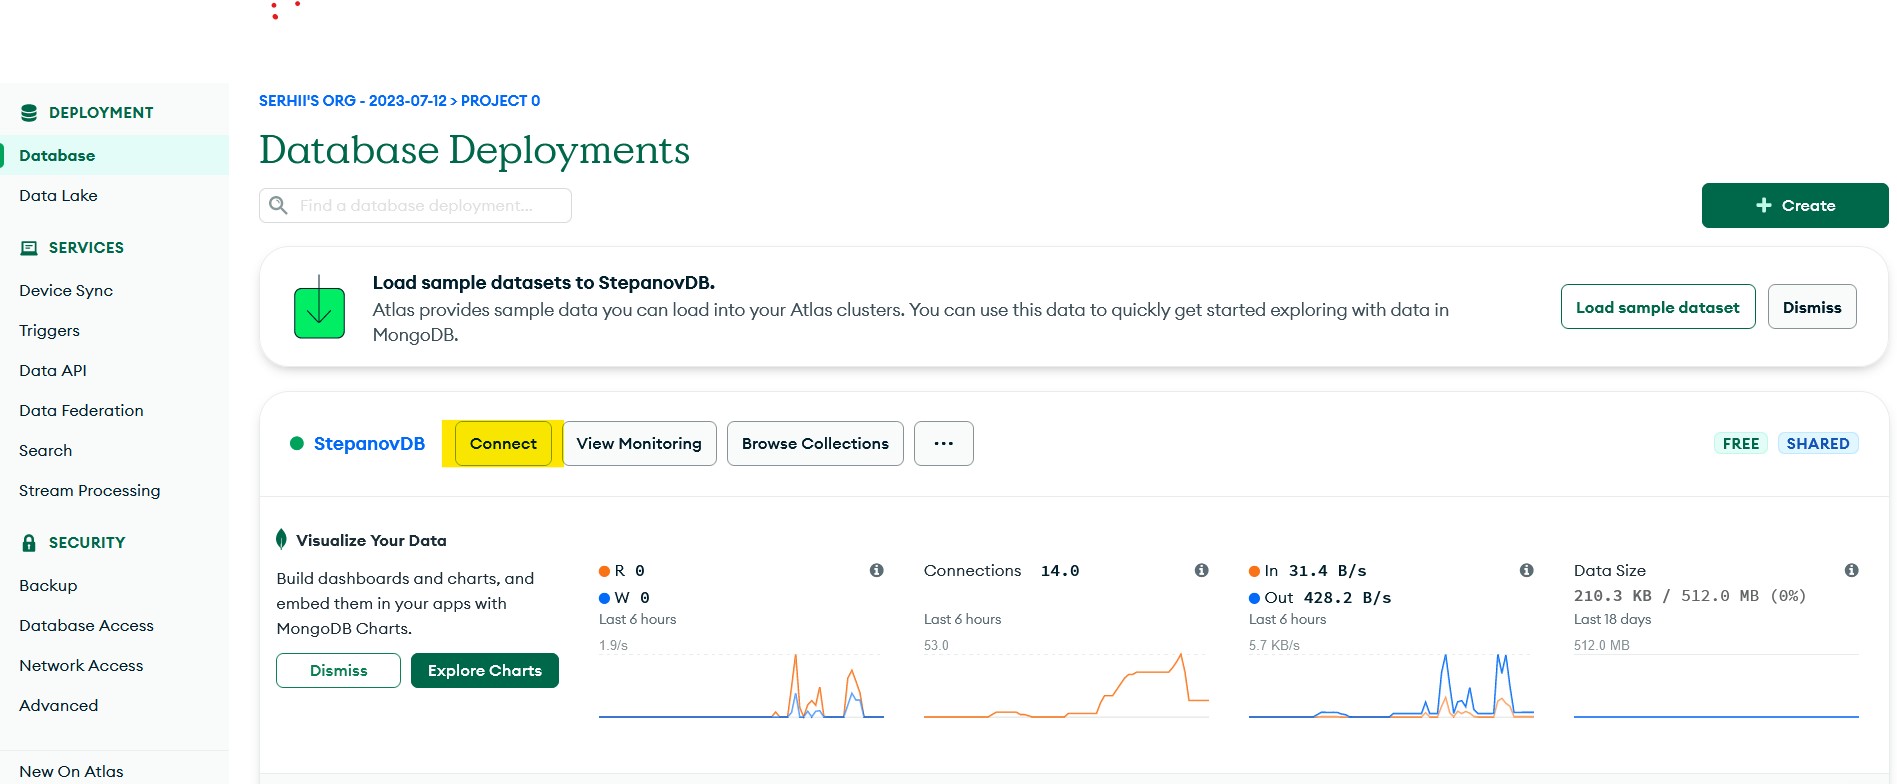 SERHII'S ORG - 2023-07-12 > PROJECT 0
DEPLOYMENT
Database
Data Lake
SERVICES
Device Sync
Triggers
Data API
Data Federation
Search
Stream Processing
SECURITY
Backup
Database Access
Network Access
Advanced
New On Atlas
Database Deployments
Find a database deployment...
+ Create
Load sample datasets to StepanovDB.
Atlas provides sample data you can load into your Atlas clusters. You can use this data to quickly get started exploring with data in
MongoDB.
Load sample dataset
Dismiss
StepanovDB
Connect
View Monitoring
Browse Collections
...
FREE
SHARED
Visualize Your Data
Build dashboards and charts, and
embed them in your apps with
MongoDB Charts.
Dismiss
Explore Charts
R 0
W 0
Last 6 hours
1.9/s
Connections 14.0
Last 6 hours
53.0
In 31.4 B/s
Out 428.2 B/s
Last 6 hours
5.7 KB/s
Data Size
210.3 KB / 512.0 MB (0%)
Last 18 days
512.0 MB